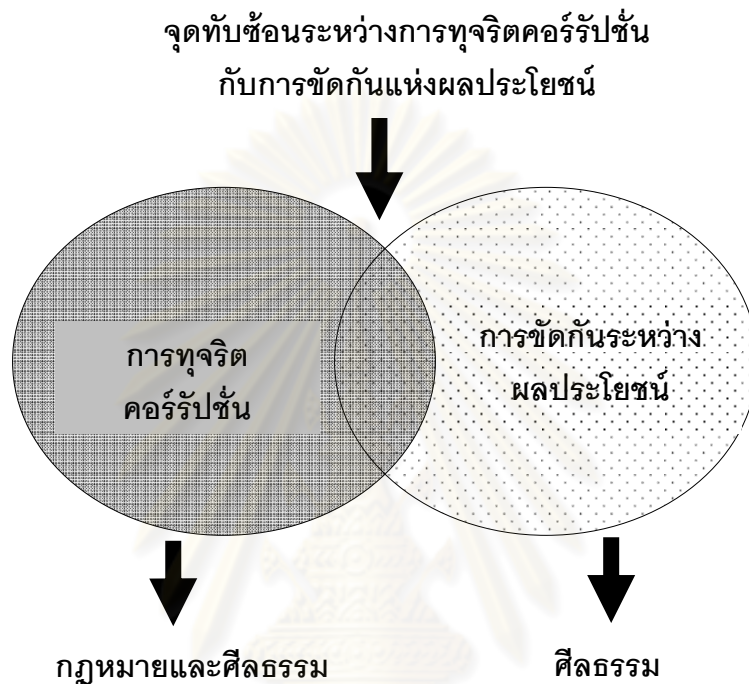 จุดทับซ้อนระหว่างการทุจริตคอร์รัปชั่น
กับการขัดกันแห่งผลประโยชน์
การทุจริต
คอร์รัปชั่น
การขัดกันระหว่าง
ผลประโยชน์
กฎหมายและศีลธรรม
ศีลธรรม